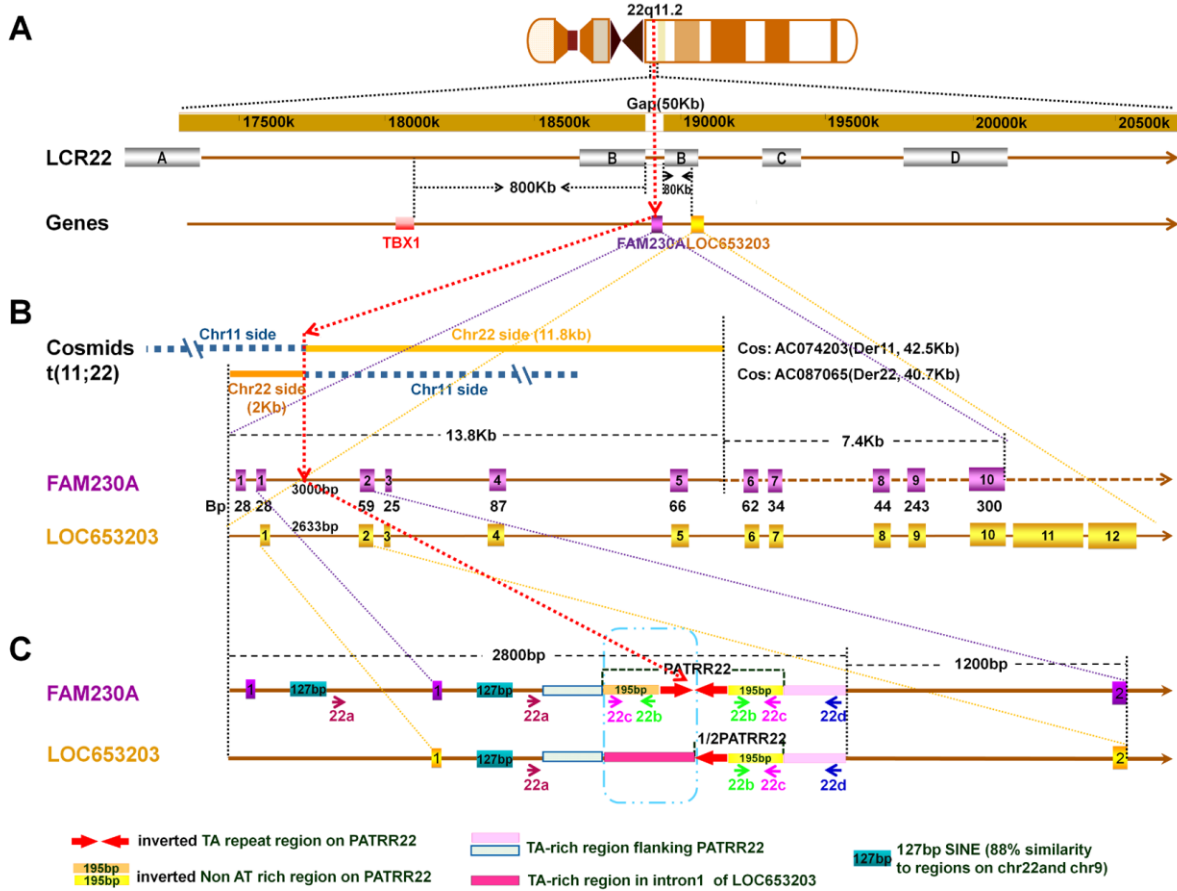 A
22q11.2
Gap(50Kb)
17500k 18000k 18500k 19000k 19500k 20000k 20500k
LCR22 A B B C D
800Kb 80Kb
Genes
TBX1 FAM230A LOC653203
B
Chr11 side Chr22 side (11.8kb)
Cosmids
t(11;22)
Cos: AC074203(Der11, 42.5Kb)
Cos: AC087065(Der22, 40.7Kb)
Chr22 side Chr11 side
(2Kb)
13.8Kb 7.4Kb
FAM230A 1 1 2 3 4 5 6 7 8 9 10
3000bp
Bp 28 28 59 25 87 66 62 34 44 243 300
2633bp
LOC653203 1 2 3 4 5 6 7 8 9 10 11 12
C
2800bp 1200bp
PATRR22
FAM230A 1 127bp 1 127bp 195bp 195bp 2
22a 22a 22c 22b 22b 22c 22d
1/2PATRR22
LOC653203 1 127bp 195bp 2
22a 22b 22c 22d
inverted TA repeat region on PATRR22
195bp
195bp inverted Non AT rich region on PATRR22
TA-rich region flanking PATRR22
TA-rich region in intron1 of LOC653203
127bp 127bp SINE (88% similarity
to regions on chr22and chr9)